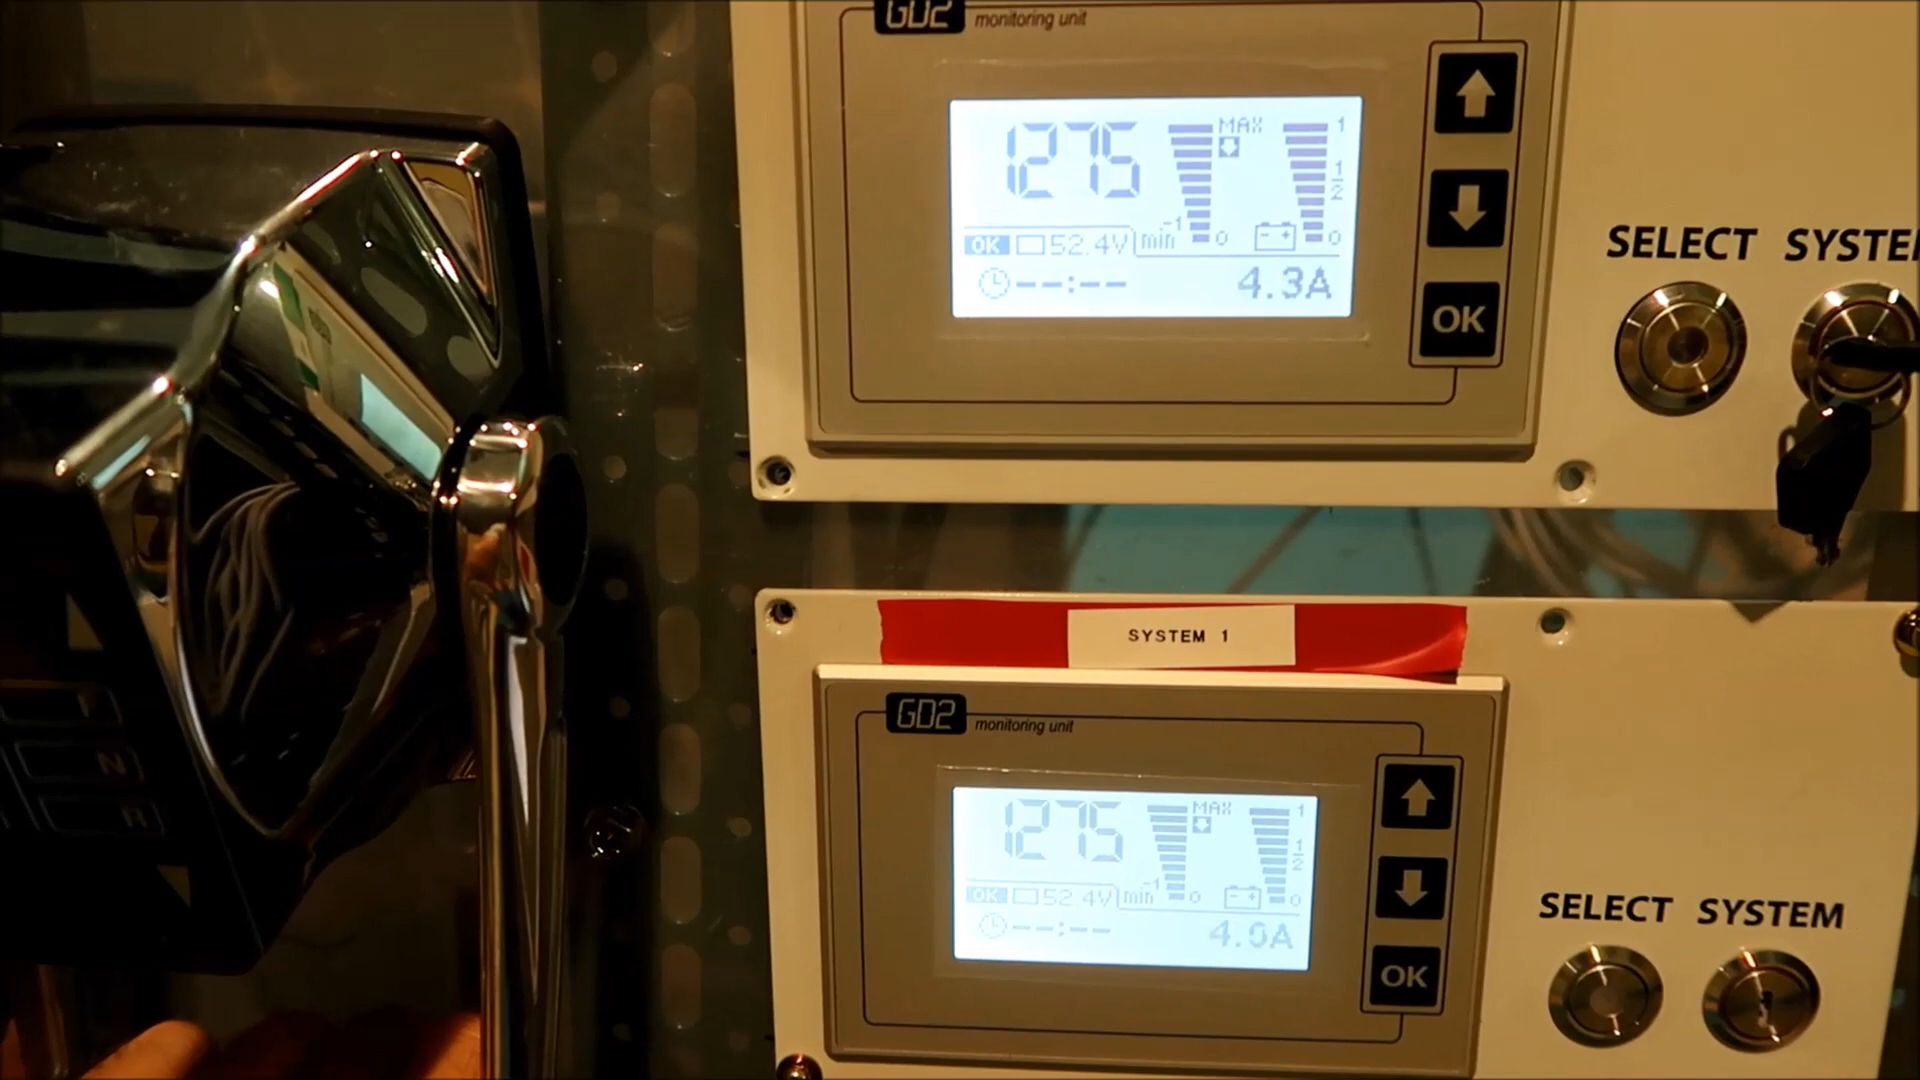 GD2 monitoring unit
1275
MAX
1
1/2
-1
OK 52.4V min 0 0
--:-- 4.3A
OK
SELECT SYSTEM
SYSTEM 1
GD2 monitoring unit
1275
MAX
1
1/2
-1
OK 52.4V min 0 0
--:--
OK
SELECT SYSTEM
N
R